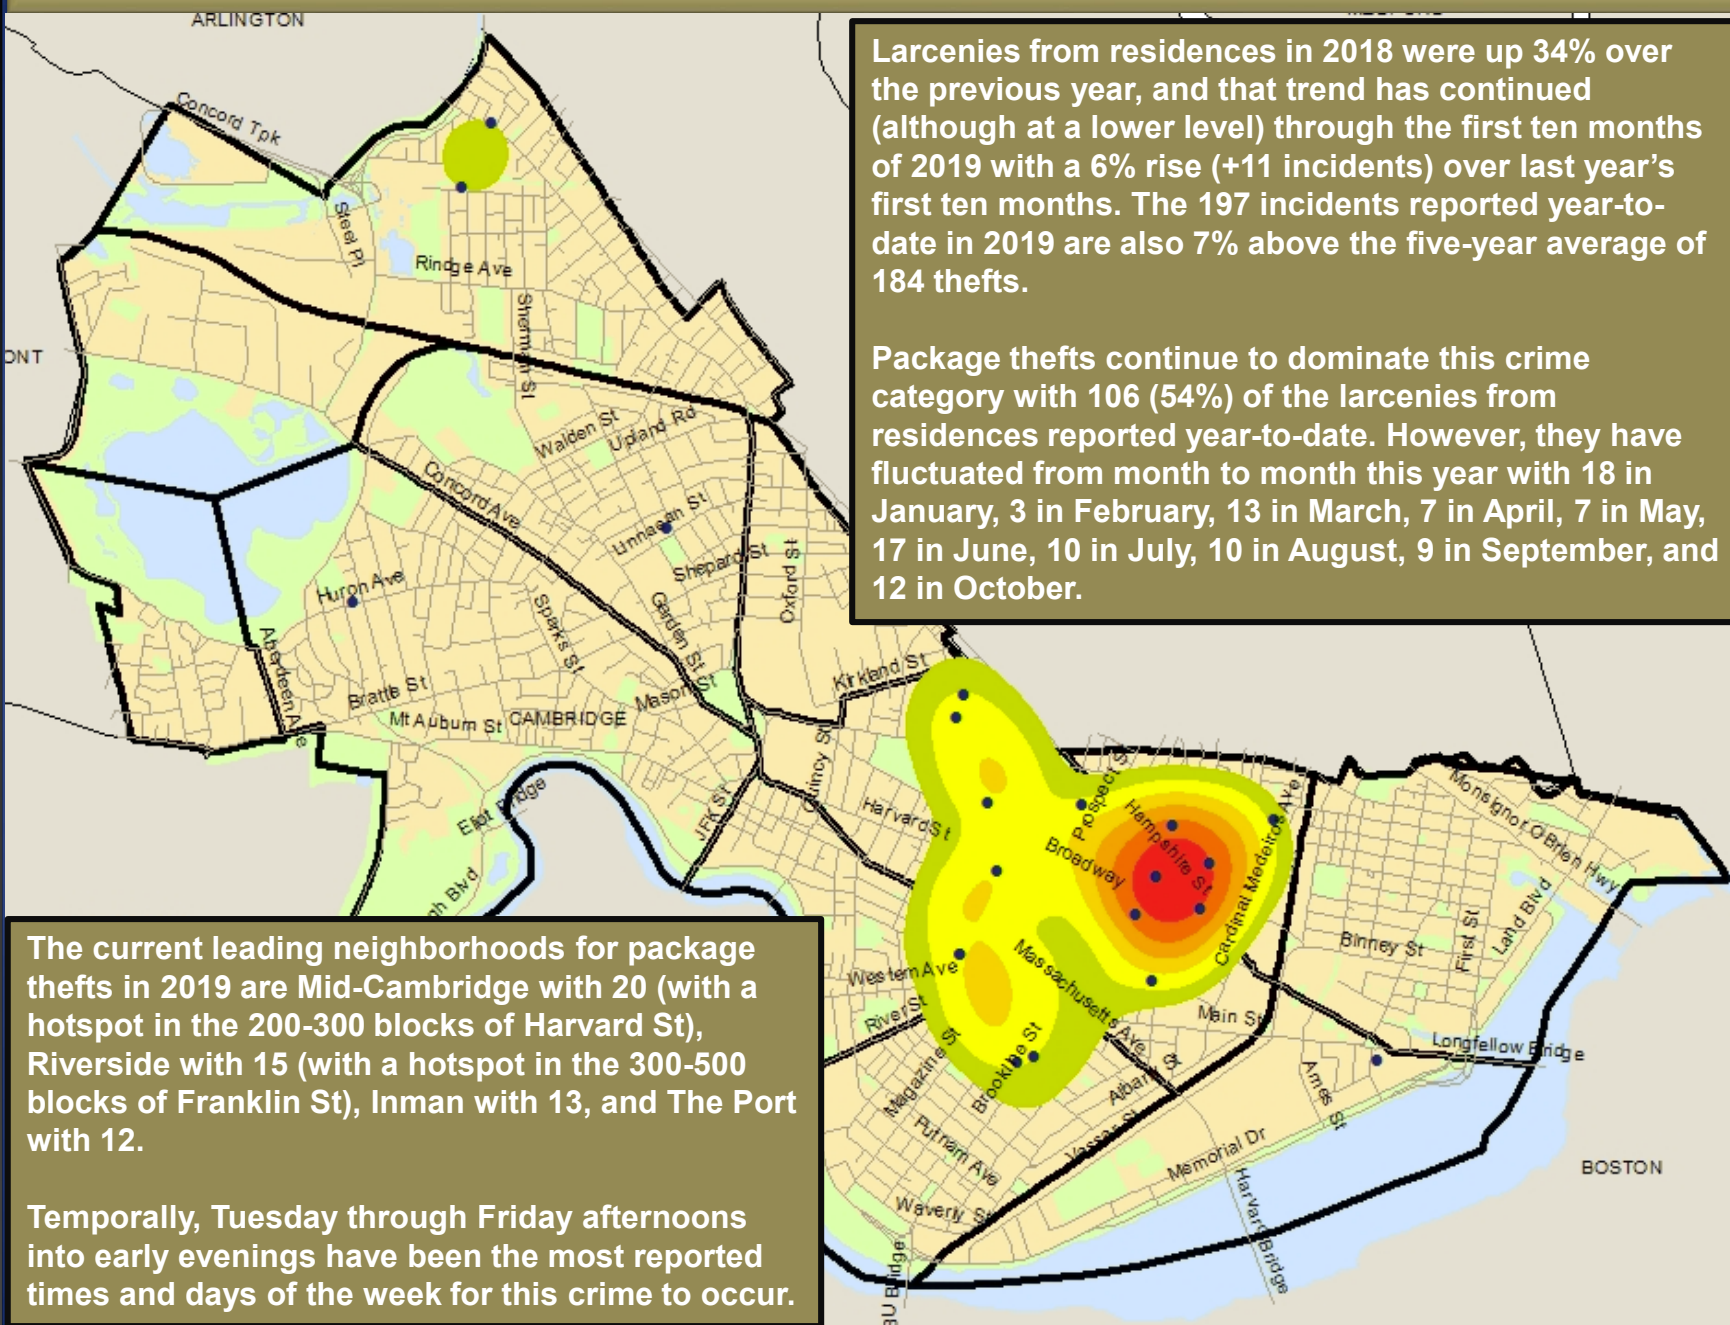 ARLINGTON
Larcenies from residences in 2018 were up 34% over
the previous year, and that trend has continued
(although at a lower level) through the first ten months
of 2019 with a 6% rise (+11 incidents) over last year’s
first ten months. The 197 incidents reported year-to-
date in 2019 are also 7% above the five-year average of
184 thefts.
Package thefts continue to dominate this crime
category with 106 (54%) of the larcenies from
residences reported year-to-date. However, they have
fluctuated from month to month this year with 18 in
January, 3 in February, 13 in March, 7 in April, 7 in May,
17 in June, 10 in July, 10 in August, 9 in September, and
12 in October.
Concord Tpk
Steel Pl
Rindge Ave
Sherman St
ONT
Walden St
Upland Rd
Concord Ave
Linnaean St
Shepard St
Oxford St
Huron Ave
Sparks St
Garden St
Aberdeen Ave
Kirkland St
Brattle St
Mason St
Mt Auburn St
CAMBRIDGE
Quincy St
Eliot Bridge
JFK St
Harvard St
Prospect St
Hampshire St
Broadway
Cardinal Medeiros Ave
Monsignor O'Brien Hwy
Land Blvd
First St
Binney St
gh Blvd
Western Ave
Massachusetts Ave
River St
Main St
Longfellow Bridge
Magazine St
Brookline St
Albany St
Ames St
Putnam Ave
Vassar St
Memorial Dr
Harvard Bridge
Waverly St
BU Bridge
BOSTON
The current leading neighborhoods for package
thefts in 2019 are Mid-Cambridge with 20 (with a
hotspot in the 200-300 blocks of Harvard St),
Riverside with 15 (with a hotspot in the 300-500
blocks of Franklin St), Inman with 13, and The Port
with 12.
Temporally, Tuesday through Friday afternoons
into early evenings have been the most reported
times and days of the week for this crime to occur.